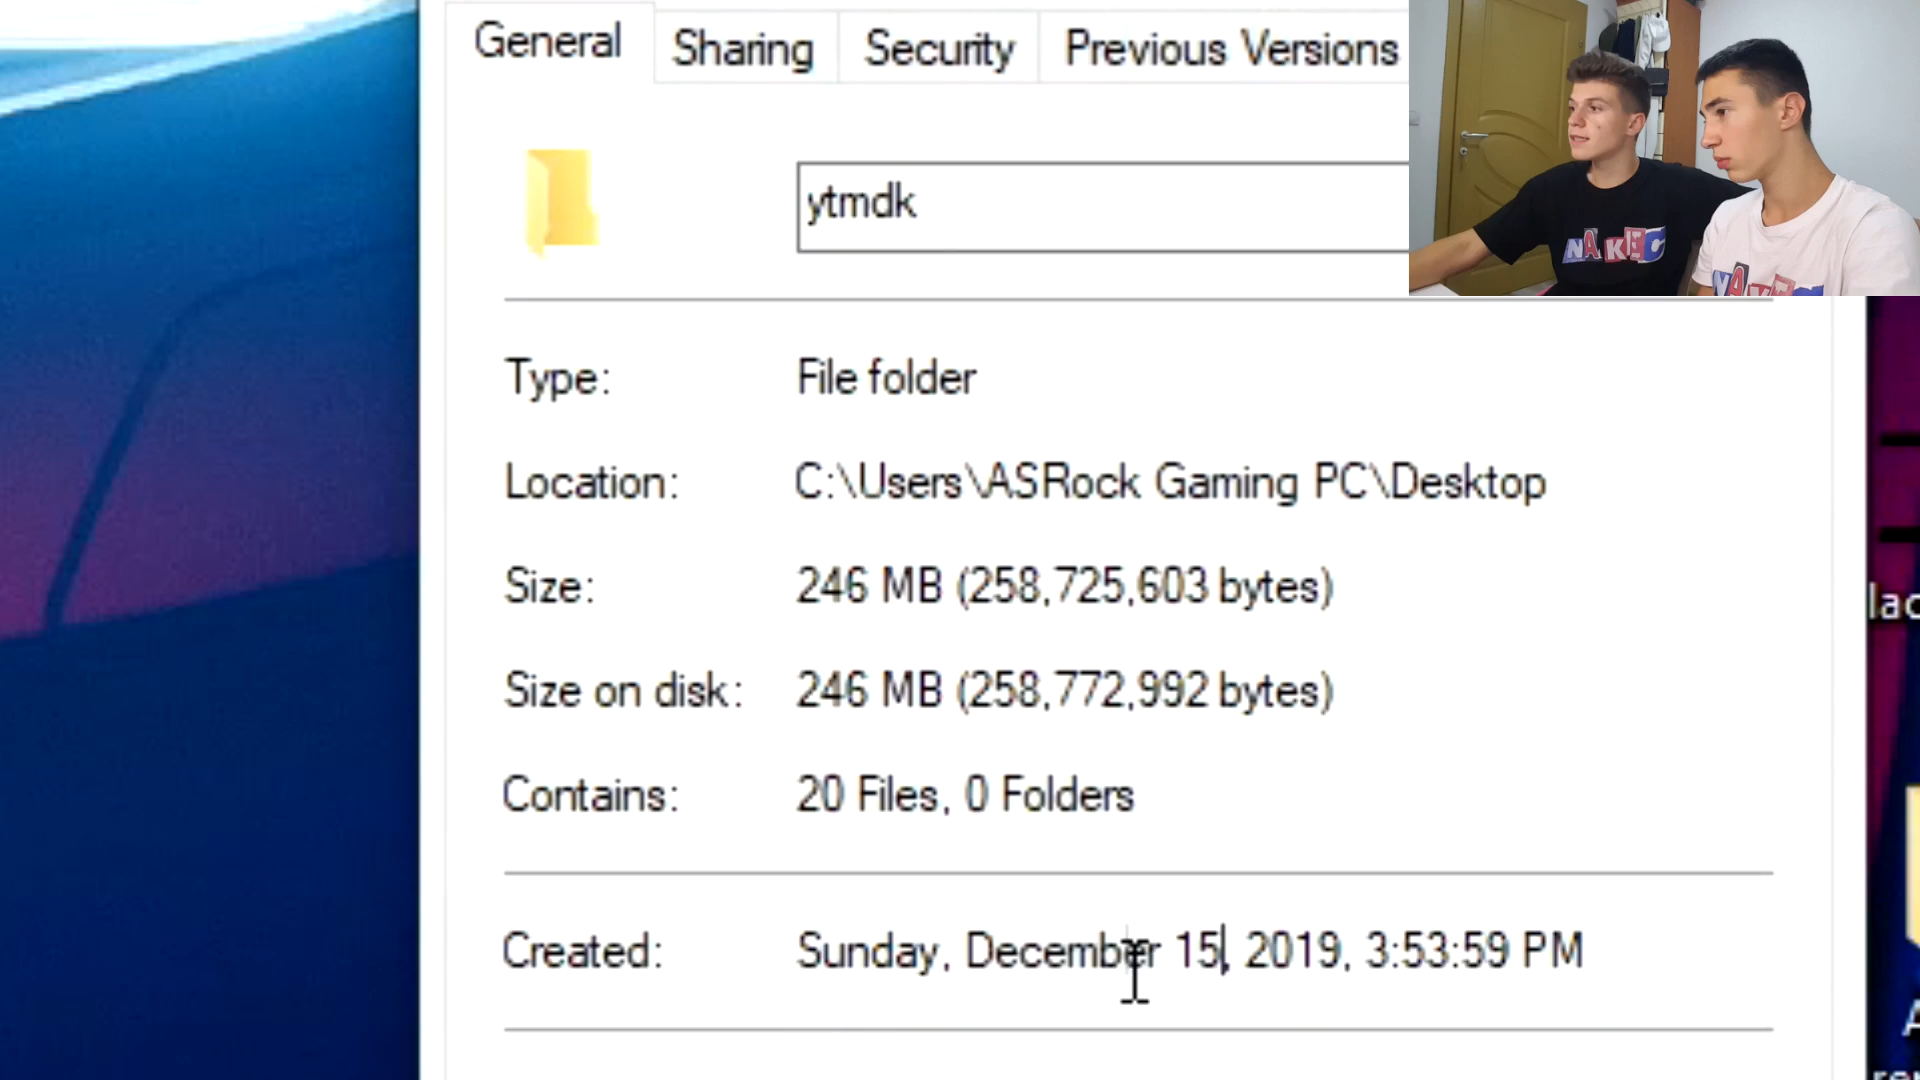 General
Sharing
Security
Previous Versions
ytmdk
NAKED
Type: File folder
Location: C:\Users\ASRock Gaming PC\Desktop
Size: 246 MB (258,725,603 bytes)
Size on disk: 246 MB (258,772,992 bytes)
Contains: 20 Files, 0 Folders
Created: Sunday, December 15, 2019, 3:53:59 PM